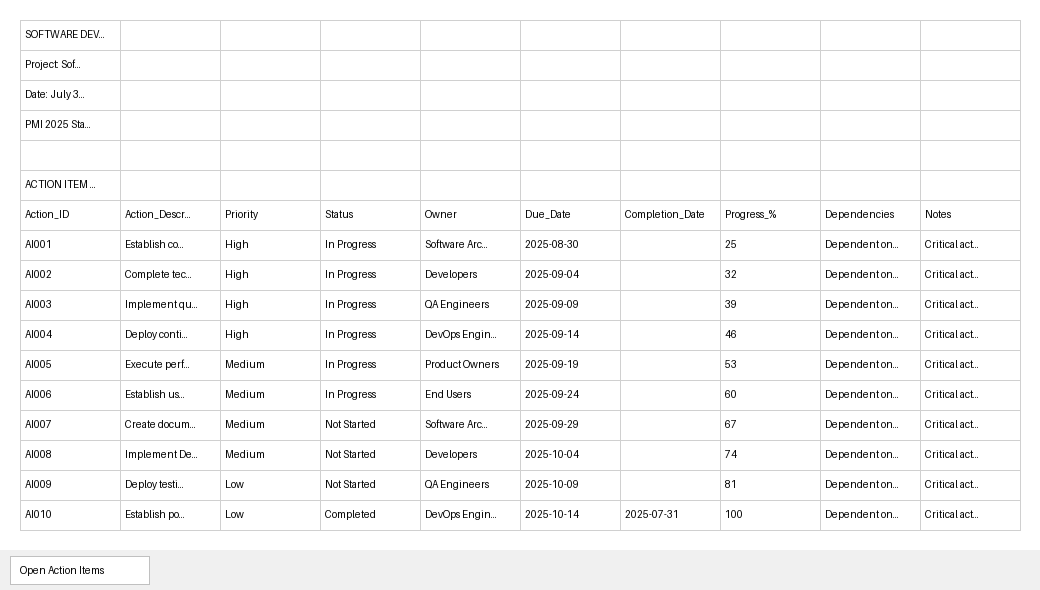 SOFTWARE DEV...
Project: Sof...
Date: July 3...
PMI 2025 Sta...
ACTION ITEM ...
Action_ID Action_Descr... Priority Status Owner Due_Date Completion_Date Progress_% Dependencies Notes
AI001 Establish co... High In Progress Software Arc... 2025-08-30 25 Dependent on... Critical act...
AI002 Complete tec... High In Progress Developers 2025-09-04 32 Dependent on... Critical act...
AI003 Implement qu... High In Progress QA Engineers 2025-09-09 39 Dependent on... Critical act...
AI004 Deploy conti... High In Progress DevOps Engin... 2025-09-14 46 Dependent on... Critical act...
AI005 Execute perf... Medium In Progress Product Owners 2025-09-19 53 Dependent on... Critical act...
AI006 Establish us... Medium In Progress End Users 2025-09-24 60 Dependent on... Critical act...
AI007 Create docum... Medium Not Started Software Arc... 2025-09-29 67 Dependent on... Critical act...
AI008 Implement De... Medium Not Started Developers 2025-10-04 74 Dependent on... Critical act...
AI009 Deploy testi... Low Not Started QA Engineers 2025-10-09 81 Dependent on... Critical act...
AI010 Establish po... Low Completed DevOps Engin... 2025-10-14 2025-07-31 100 Dependent on... Critical act...
Open Action Items